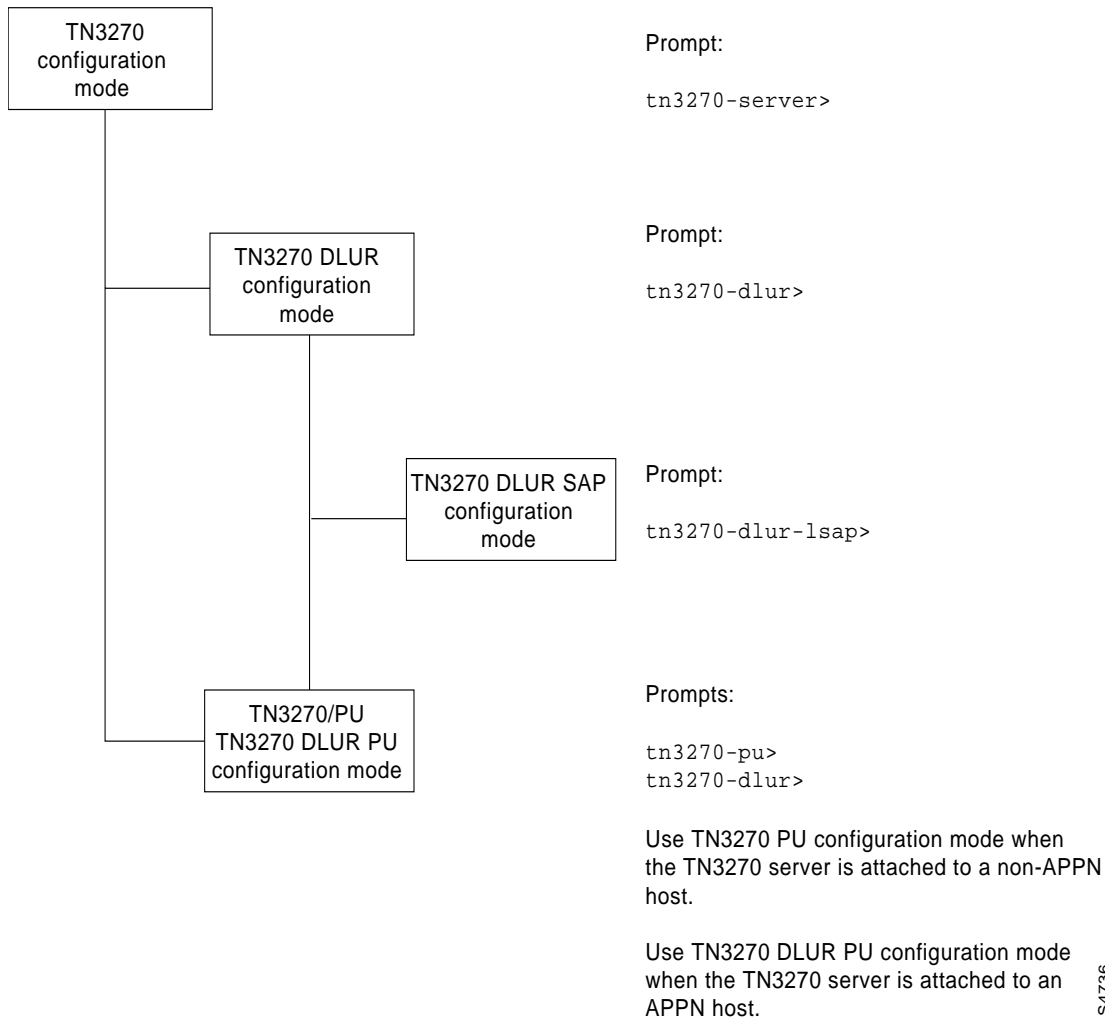 TN3270
configuration
mode
Prompt:
tn3270-server>
TN3270 DLUR
configuration
mode
Prompt:
tn3270-dlur>
TN3270 DLUR SAP
configuration
mode
Prompt:
tn3270-dlur-lsap>
TN3270/PU
TN3270 DLUR PU
configuration mode
Prompts:
tn3270-pu>
tn3270-dlur>
Use TN3270 PU configuration mode when
the TN3270 server is attached to a non-APPN
host.
Use TN3270 DLUR PU configuration mode
when the TN3270 server is attached to an
APPN host.
S4736